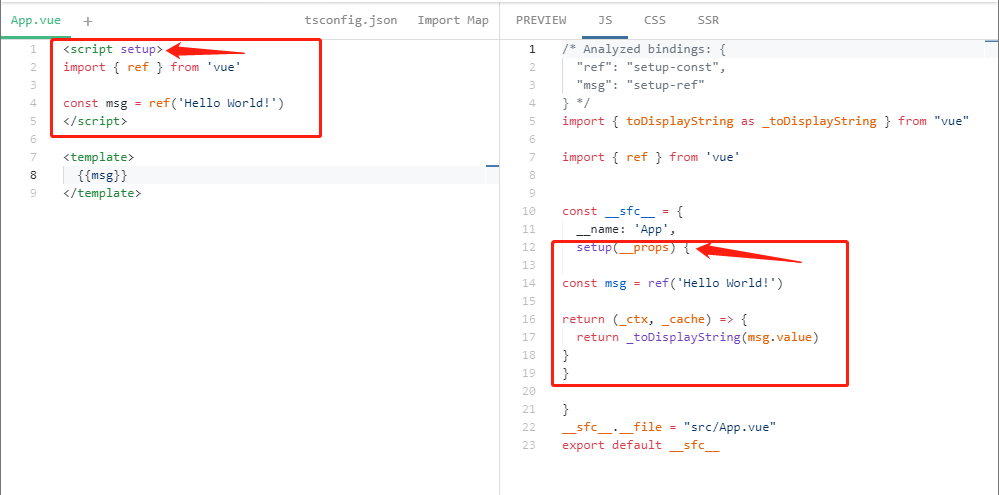 App.vue + tsconfig.json Import Map
1 <script setup>
2 import { ref } from 'vue'
3
4 const msg = ref('Hello World!')
5 </script>
6
7 <template>
8 {{msg}}
9 </template>
PREVIEW JS CSS SSR
1 /* Analyzed bindings: {
2 "ref": "setup-const",
3 "msg": "setup-ref"
4 } */
5 import { toDisplayString as _toDisplayString } from "vue"
6
7 import { ref } from 'vue'
8
9
10 const __sfc__ = {
11 __name: 'App',
12 setup(__props) {
13
14 const msg = ref('Hello World!')
15
16 return (_ctx, _cache) => {
17 return _toDisplayString(msg.value)
18 }
19 }
20
21 }
22 __sfc__.__file = "src/App.vue"
23 export default __sfc__